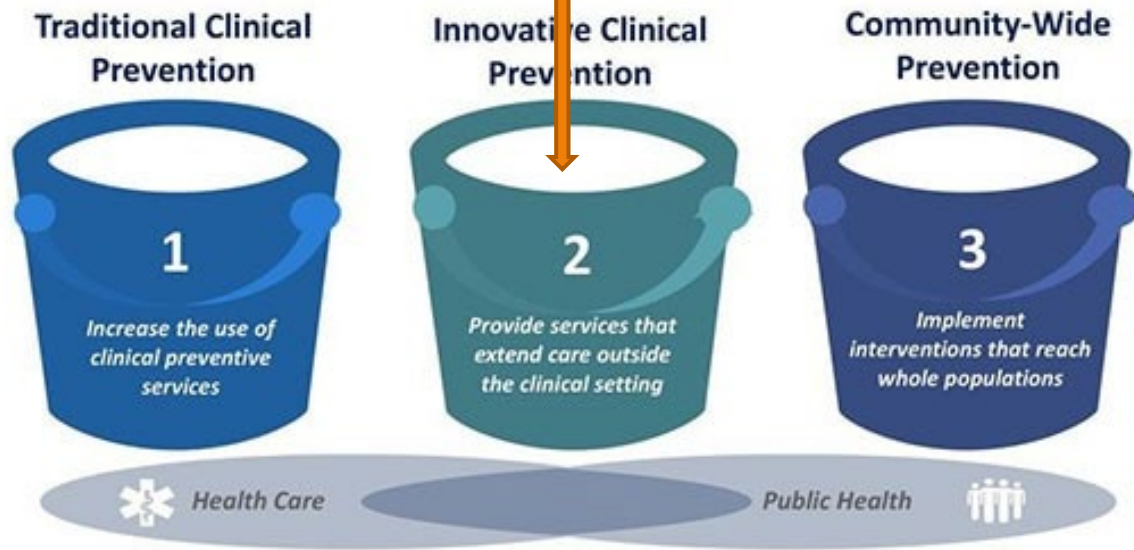 Traditional Clinical
Prevention
Innovative Clinical
Prevention
Community-Wide
Prevention
1
Increase the use of
clinical preventive
services
2
Provide services that
extend care outside
the clinical setting
3
Implement
interventions that reach
whole populations
Health Care
Public Health